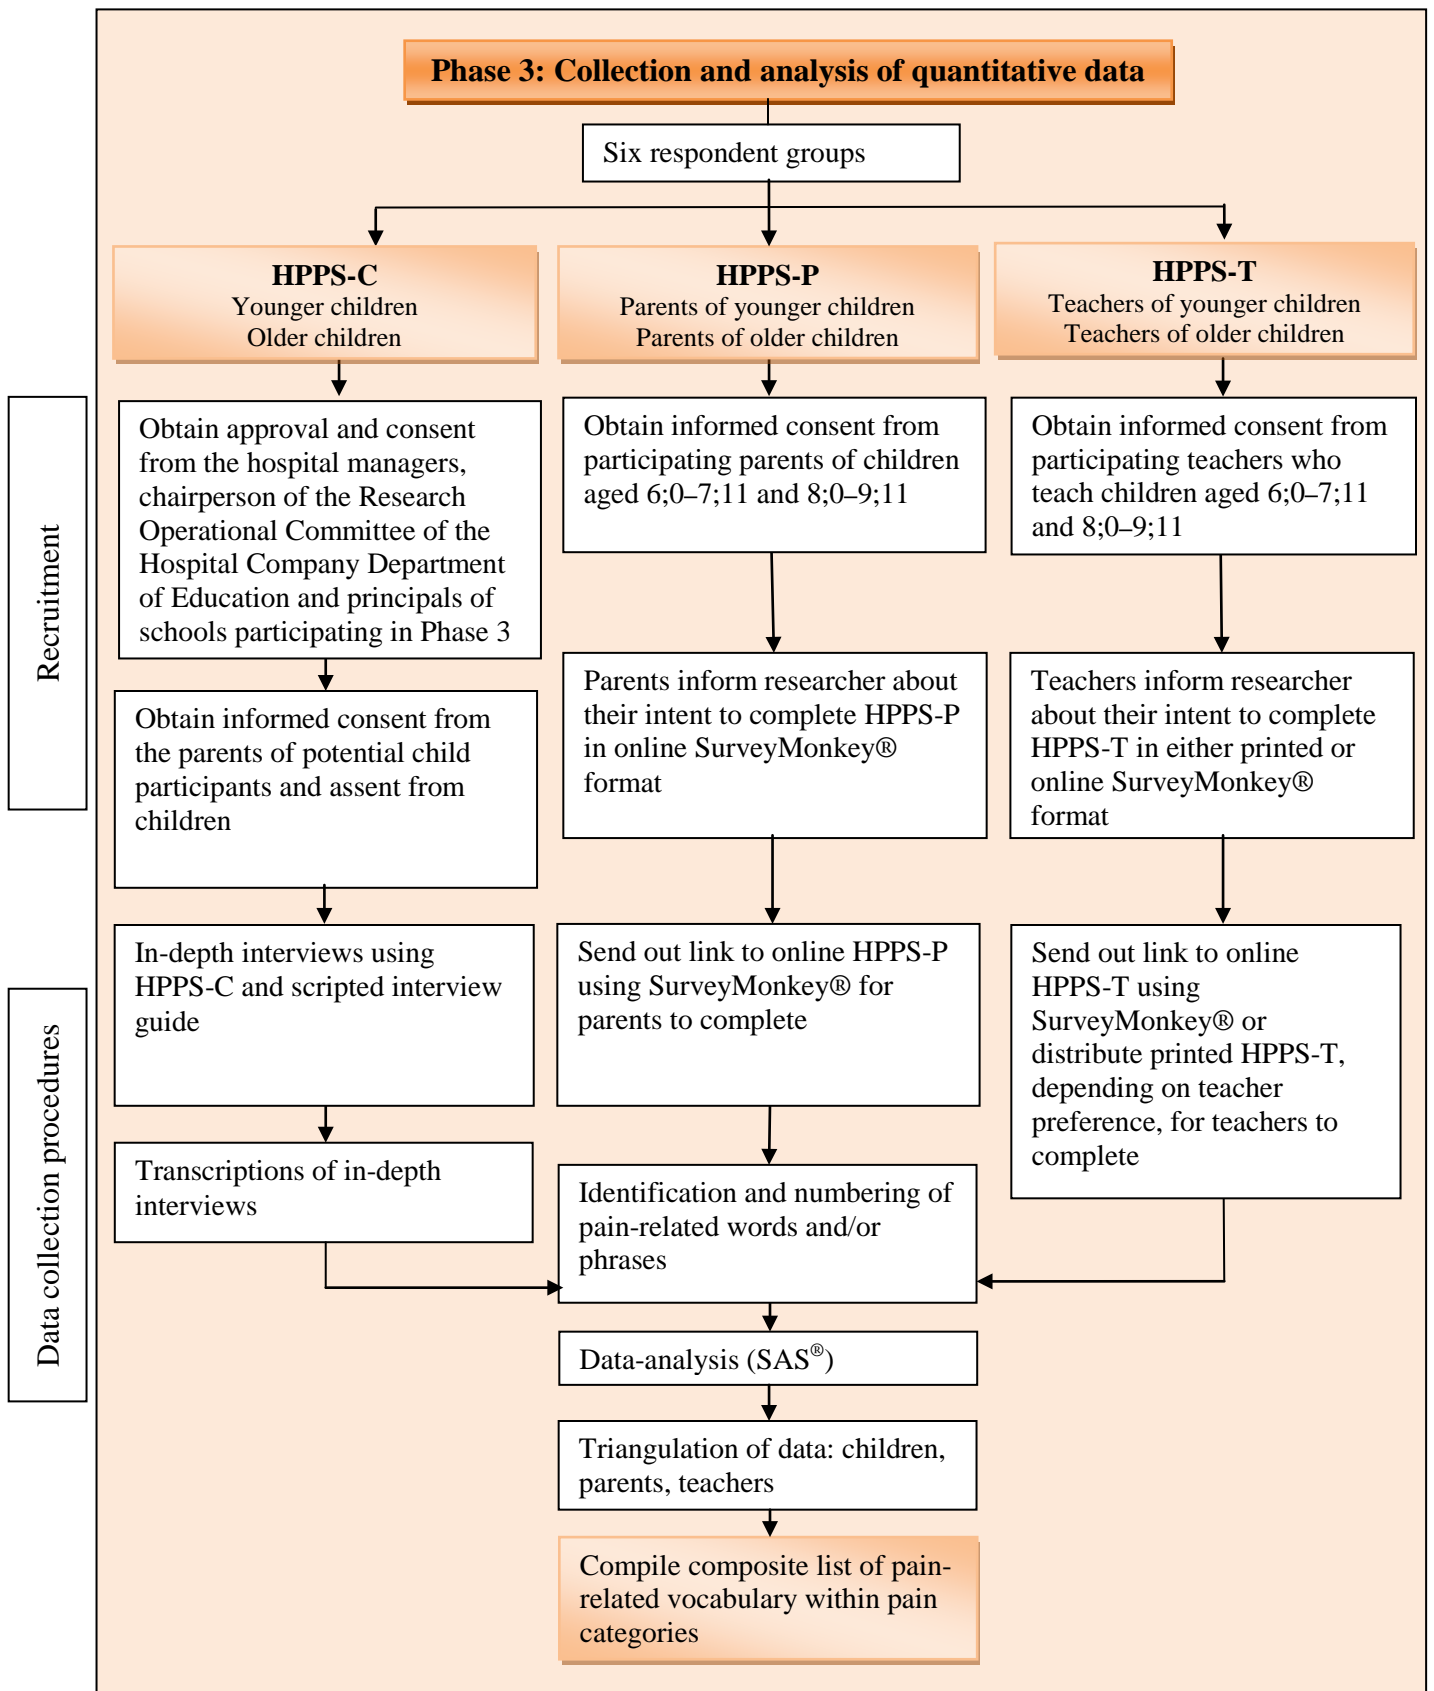 Phase 3: Collection and analysis of quantitative data
Six respondent groups
HPPS-C
Younger children
Older children
HPPS-P
Parents of younger children
Parents of older children
HPPS-T
Teachers of younger children
Teachers of older children
Recruitment
Obtain approval and consent
from the hospital managers,
chairperson of the Research
Operational Committee of the
Hospital Company Department
of Education and principals of
schools participating in Phase 3
Obtain informed consent from
participating parents of children
aged 6;0–7;11 and 8;0–9;11
Obtain informed consent from
participating teachers who
teach children aged 6;0–7;11
and 8;0–9;11
Obtain informed consent from
the parents of potential child
participants and assent from
children
Parents inform researcher about
their intent to complete HPPS-P
in online SurveyMonkey®
format
Teachers inform researcher
about their intent to complete
HPPS-T in either printed or
online SurveyMonkey®
format
Data collection procedures
In-depth interviews using
HPPS-C and scripted interview
guide
Send out link to online HPPS-P
using SurveyMonkey® for
parents to complete
Send out link to online
HPPS-T using
SurveyMonkey® or
distribute printed HPPS-T,
depending on teacher
preference, for teachers to
complete
Transcriptions of in-depth
interviews
Identification and numbering of
pain-related words and/or
phrases
Data-analysis (SAS®)
Triangulation of data: children,
parents, teachers
Compile composite list of pain-
related vocabulary within pain
categories